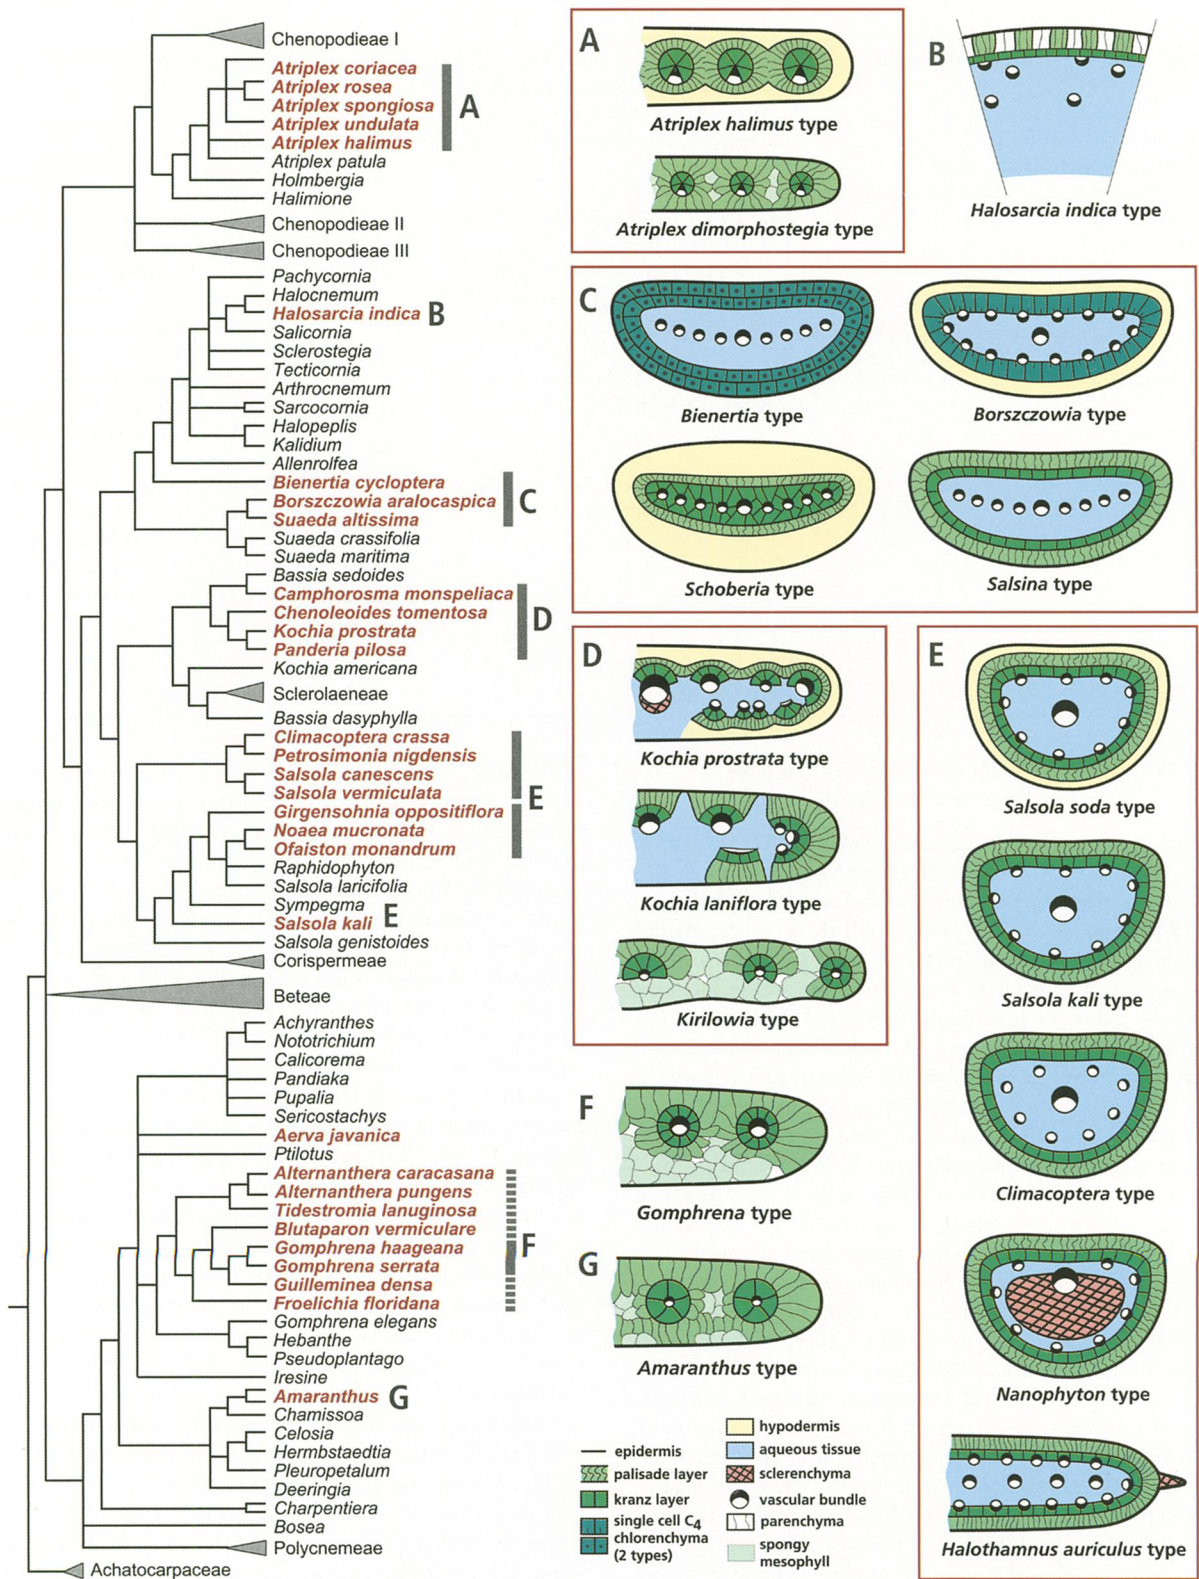 Chenopodieae I
Atriplex coriacea
Atriplex rosea
Atriplex spongiosa
Atriplex undulata
Atriplex halimus
A
Atriplex patula
Holmbergia
Halimione
Chenopodieae II
Chenopodieae III
Pachycornia
Halocnemum
Halosarcia indica B
Salicornia
Sclerostegia
Tecticornia
Arthrocnemum
Sarcocornia
Halopeplis
Kalidium
Allenrolfea
Bienertia cycloptera
Borszczowia aralocaspica
Suaeda altissima
C
Suaeda crassifolia
Suaeda maritima
Bassia sedoides
Camphorosma monspeliaca
Chenoleoides tomentosa
Kochia prostrata
Panderia pilosa
D
Kochia americana
Sclerolaeneae
Bassia dasyphylla
Climacoptera crassa
Petrosimonia nigdensis
Salsola canescens
Salsola vermiculata
E
Girgensohnia oppositiflora
Noaea mucronata
Ofaiston monandrum
Raphidophyton
Salsola laricifolia
Sympegma
Salsola kali E
Salsola genistoides
Corispermeae
Beteae
Achyranthes
Nototrichium
Calicorema
Pandiaka
Pupalia
Sericostachys
Aerva javanica
Ptilotus
Alternanthera caracasana
Alternanthera pungens
Tidestromia lanuginosa
Blutaparon vermiculare
Gomphrena haageana
F
Gomphrena serrata
Guilleminea densa
Froelichia floridana
Gomphrena elegans
Hebanthe
Pseudoplantago
Iresine
Amaranthus G
Chamissoa
Celosia
Hermbstaedtia
Pleuropetalum
Deeringia
Charpentiera
Bosea
Polycnemeae
Achatocarpaceae
A
Atriplex halimus type
Atriplex dimorphostegia type
B
Halosarcia indica type
C
Bienertia type
Borszczowia type
Schoberia type
Salsina type
D
Kochia prostrata type
Kochia laniflora type
Kirilowia type
E
Salsola soda type
Salsola kali type
Climacoptera type
Nanophyton type
Halothamnus auriculus type
F
Gomphrena type
G
Amaranthus type
epidermis
palisade layer
kranz layer
single cell C4
chlorenchyma
(2 types)
hypodermis
aqueous tissue
sclerenchyma
vascular bundle
parenchyma
spongy
mesophyll